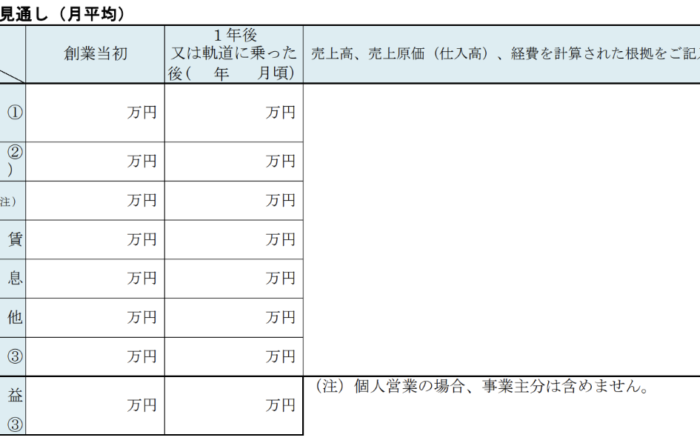 見通し（月平均）
創業当初
１年後
又は軌道に乗った
後(　年　月頃)
売上高、売上原価（仕入高）、経費を計算された根拠をご記
① 万円 万円
②
） 万円 万円
注） 万円 万円
賃 万円 万円
息 万円 万円
他 万円 万円
③ 万円 万円
益
③ 万円 万円
（注）個人営業の場合、事業主分は含めません。